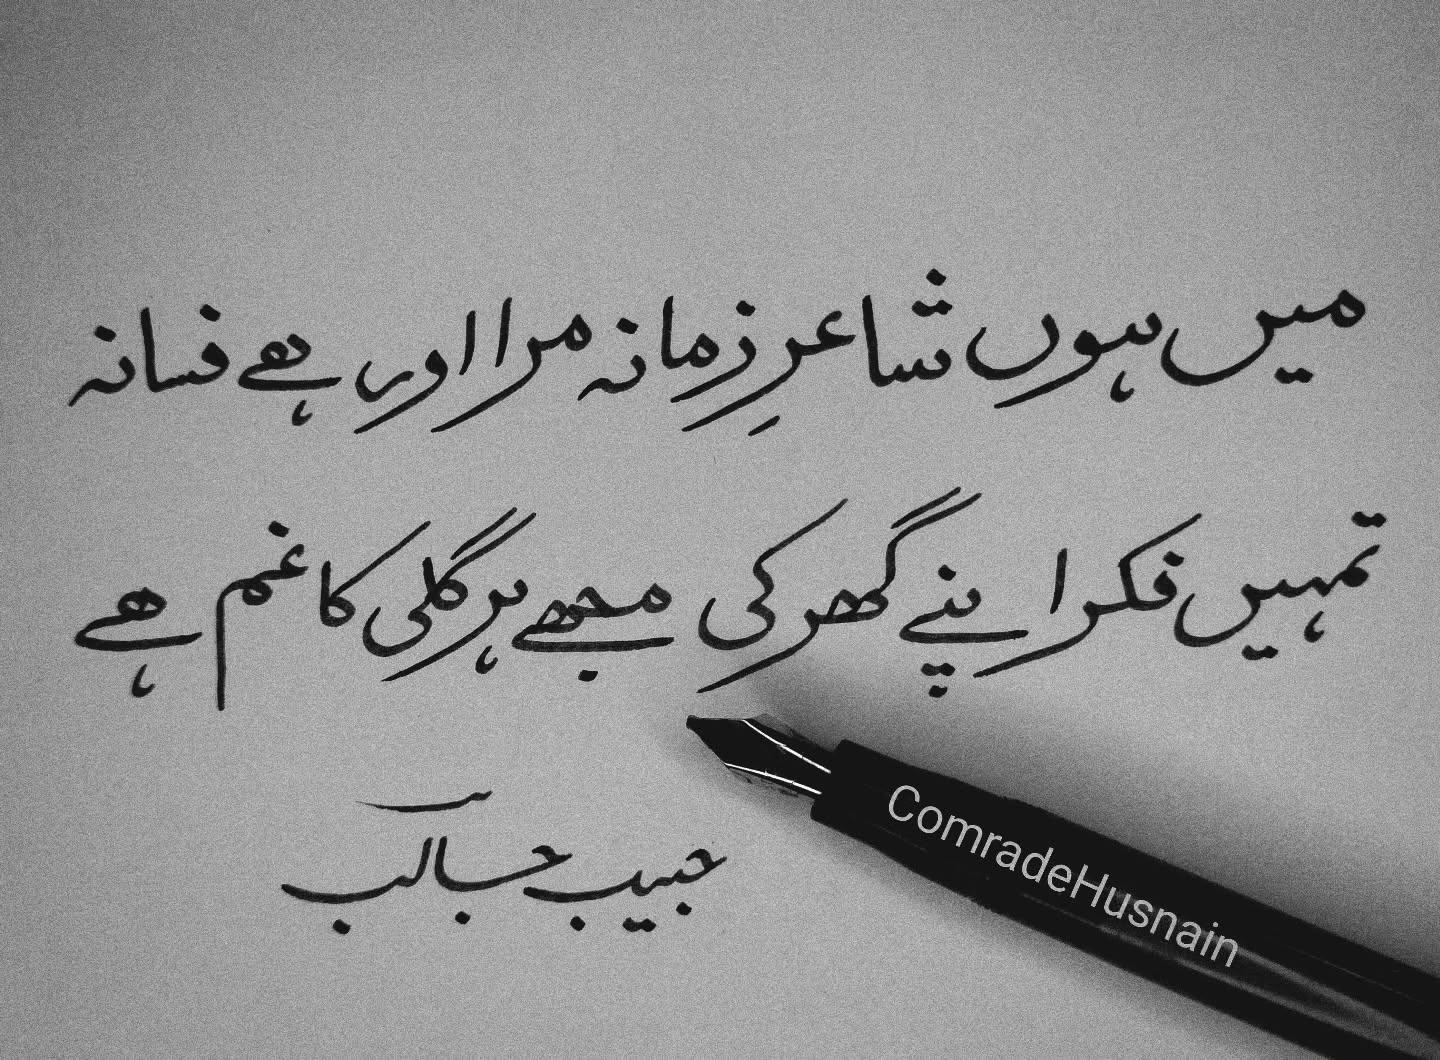 میں ہوں شاعرِ زمانہ مرا اور ہے فسانہ
تمہیں فکر اپنے گھر کی مجھے ہر گلی کا غم ہے
حبیب جالب
ComradeHusnain